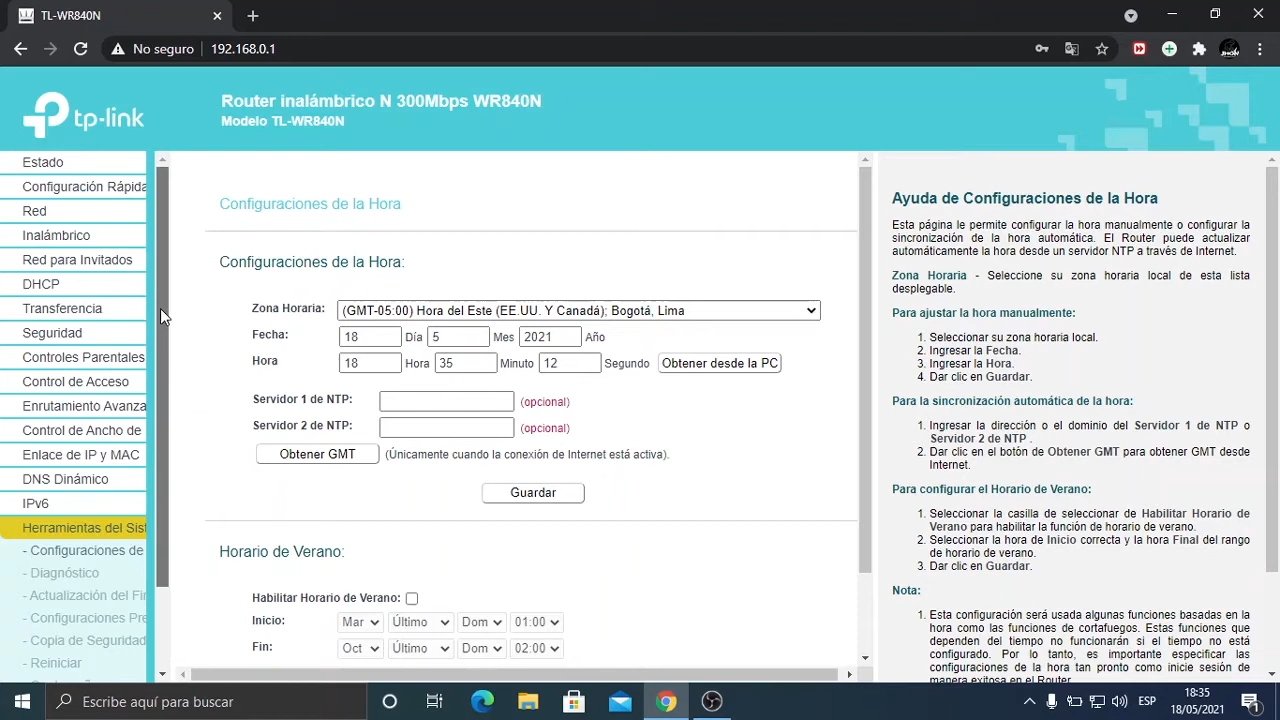 TL-WR840N
No seguro
192.168.0.1
tp-link
Router inalámbrico N 300Mbps WR840N
Modelo TL-WR840N
Estado
Configuración Rápida
Red
Inalámbrico
Red para Invitados
DHCP
Transferencia
Seguridad
Controles Parentales
Control de Acceso
Enrutamiento Avanza
Control de Ancho de
Enlace de IP y MAC
DNS Dinámico
IPv6
Herramientas del Sist
- Configuraciones de
- Diagnóstico
- Actualización del Fir
- Configuraciones Pre
- Copia de Seguridad
- Reiniciar
Configuraciones de la Hora
Configuraciones de la Hora:
Zona Horaria: (GMT-05:00) Hora del Este (EE.UU. Y Canadá); Bogotá, Lima
Fecha: 18 Día 5 Mes 2021 Año
Hora 18 Hora 35 Minuto 12 Segundo Obtener desde la PC
Servidor 1 de NTP: (opcional)
Servidor 2 de NTP: (opcional)
Obtener GMT (Únicamente cuando la conexión de Internet está activa).
Guardar
Horario de Verano:
Habilitar Horario de Verano:
Inicio: Mar Último Dom 01:00
Fin: Oct Último Dom 02:00
Ayuda de Configuraciones de la Hora
Esta página le permite configurar la hora manualmente o configurar la
sincronización de la hora automática. El Router puede actualizar
automáticamente la hora desde un servidor NTP a través de Internet.
Zona Horaria - Seleccione su zona horaria local de esta lista
desplegable.
Para ajustar la hora manualmente:
1. Seleccionar su zona horaria local.
2. Ingresar la Fecha.
3. Ingresar la Hora.
4. Dar clic en Guardar.
Para la sincronización automática de la hora:
1. Ingresar la dirección o el dominio del Servidor 1 de NTP o
Servidor 2 de NTP .
2. Dar clic en el botón de Obtener GMT para obtener GMT desde
Internet.
Para configurar el Horario de Verano:
1. Seleccionar la casilla de seleccionar de Habilitar Horario de
Verano para habilitar la función de horario de verano.
2. Seleccionar la hora de Inicio correcta y la hora Final del rango
de horario de verano.
3. Dar clic en Guardar.
Nota:
1. Esta configuración será usada algunas funciones basadas en la
hora como las funciones de cortafuegos. Estas funciones que
dependen del tiempo no funcionarán si el tiempo no está
configurado. Por lo tanto, es importante especificar las
configuraciones de la hora tan pronto como inicie sesión de
manera exitosa en el Router.
Escribe aquí para buscar
ESP
18:35
18/05/2021
1